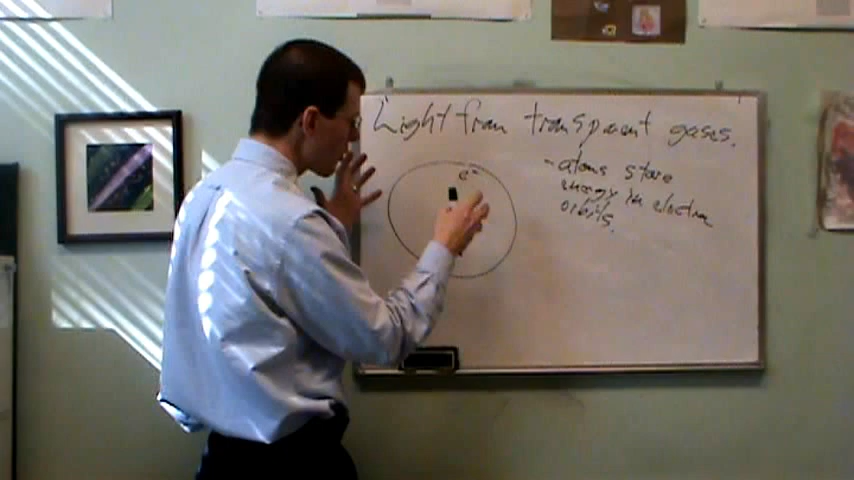 Light from transparent gases.
e⁻
- atoms store
energy in electron
orbits.